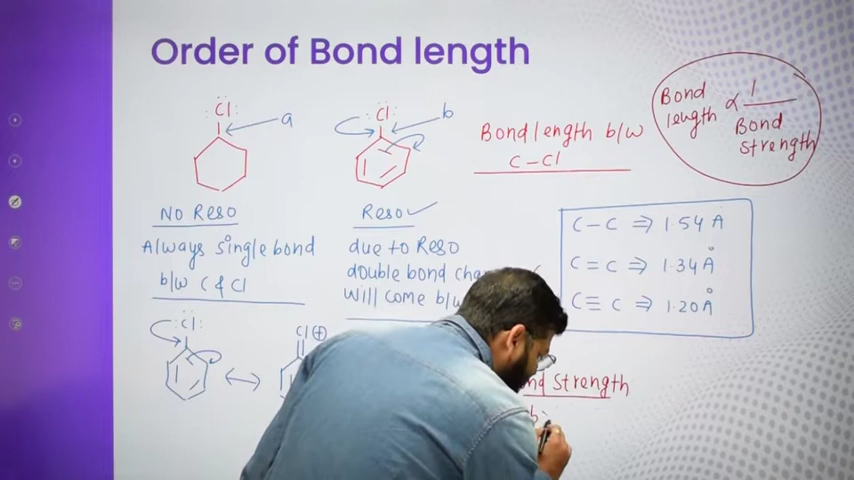 Order of Bond length
:Cl:
a
:Cl:
b
Bond length b/w
C-Cl
Bond length ∝ 1/Bond strength
NO Reso
Always single bond
b/w C & Cl
Reso ✓
due to Reso
double bond
will come b/w
C-C ⇒ 1.54 Å
C=C ⇒ 1.34 Å
C≡C ⇒ 1.20 Å
:Cl:
Cl⊕
↔
Strength
b